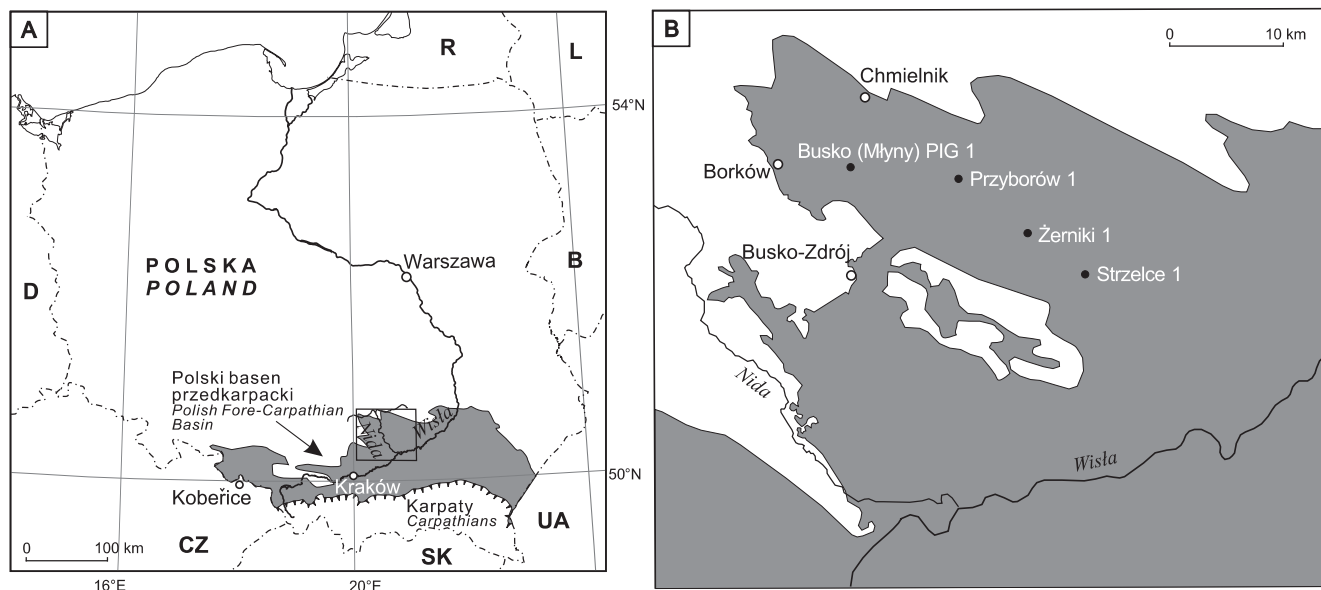 A
R
L
54°N
Warszawa
POLSKA
POLAND
D
B
Polski basen
przedkarpacki
Polish Fore-Carpathian
Basin
Nida
Wisła
50°N
Kraków
Kobeřice
Karpaty
Carpathians
UA
CZ
SK
0 100 km
16°E
20°E
B
0 10 km
Chmielnik
Busko (Młyny) PIG 1
Borków
Przyborów 1
Żerniki 1
Busko-Zdrój
Strzelce 1
Nida
Wisła